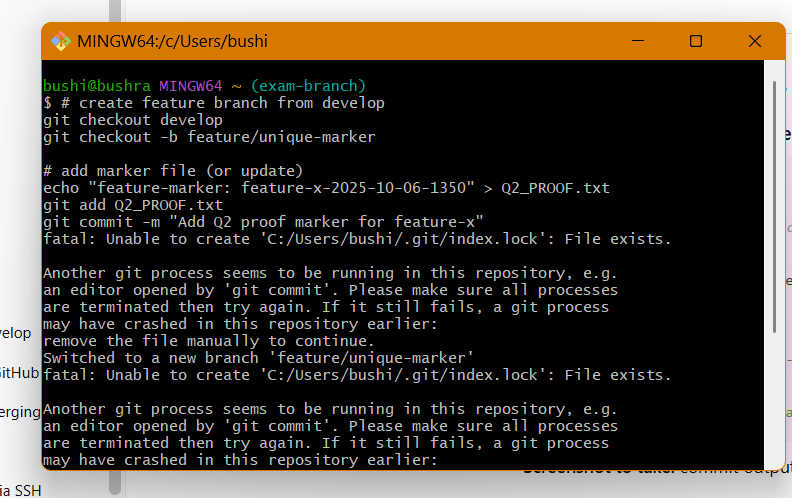 MINGW64:/c/Users/bushi
bushi@bushra MINGW64 ~ (exam-branch)
$ # create feature branch from develop
git checkout develop
git checkout -b feature/unique-marker
# add marker file (or update)
echo "feature-marker: feature-x-2025-10-06-1350" > Q2_PROOF.txt
git add Q2_PROOF.txt
git commit -m "Add Q2 proof marker for feature-x"
fatal: Unable to create 'C:/Users/bushi/.git/index.lock': File exists.
Another git process seems to be running in this repository, e.g.
an editor opened by 'git commit'. Please make sure all processes
are terminated then try again. If it still fails, a git process
may have crashed in this repository earlier:
remove the file manually to continue.
Switched to a new branch 'feature/unique-marker'
fatal: Unable to create 'C:/Users/bushi/.git/index.lock': File exists.
Another git process seems to be running in this repository, e.g.
an editor opened by 'git commit'. Please make sure all processes
are terminated then try again. If it still fails, a git process
may have crashed in this repository earlier:
velop
GitHub
erging
ia SSH
Screenshot to take: commit output